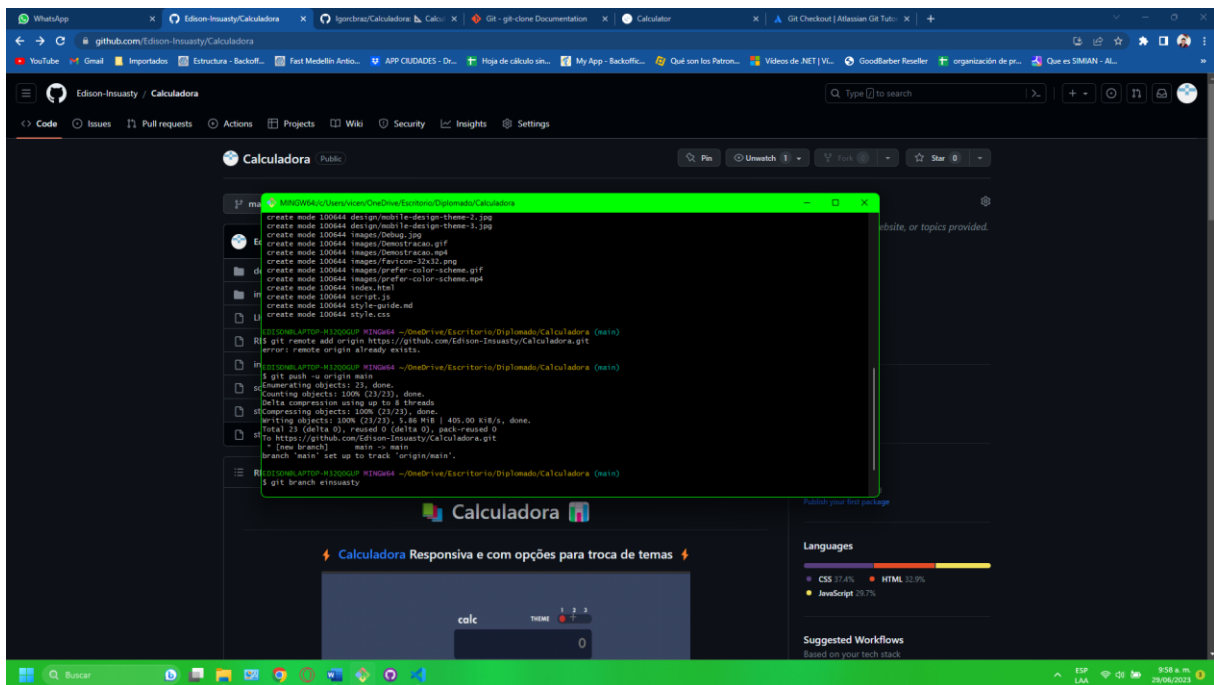 WhatsApp
Edison-Insuasty/Calculadora
Igorcbraz/Calculadora:
Git - git-clone Documentation
Calculator
Git Checkout | Atlassian Git Tuto
github.com/Edison-Insuasty/Calculadora
YouTube Gmail Importados Estructura - Backoff... Fast Medellín Antio... APP CIUDADES - Dr... Hoja de cálculo sin... My App - Backoffic... Qué son los Patron... Vídeos de .NET | Vi... GoodBarber Reseller organización de pr... Que es SIMIAN - Al... »
Edison-Insuasty / Calculadora
Type / to search
Code Issues Pull requests Actions Projects Wiki Security Insights Settings
Calculadora Public
Pin Unwatch 1 Fork 0 Star 0
MINGW64:/c/Users/vicen/OneDrive/Escritorio/Diplomado/Calculadora
create mode 100644 design/mobile-design-theme-2.jpg
create mode 100644 design/mobile-design-theme-3.jpg
create mode 100644 images/Debug.jpg
create mode 100644 images/Demostracao.gif
create mode 100644 images/Demostracao.mp4
create mode 100644 images/favicon-32x32.png
create mode 100644 images/prefer-color-scheme.gif
create mode 100644 images/prefer-color-scheme.mp4
create mode 100644 index.html
create mode 100644 script.js
create mode 100644 style-guide.md
create mode 100644 style.css
EDISON@LAPTOP-M32Q0GUP MINGW64 ~/OneDrive/Escritorio/Diplomado/Calculadora (main)
$ git remote add origin https://github.com/Edison-Insuasty/Calculadora.git
error: remote origin already exists.
EDISON@LAPTOP-M32Q0GUP MINGW64 ~/OneDrive/Escritorio/Diplomado/Calculadora (main)
$ git push -u origin main
Enumerating objects: 23, done.
Counting objects: 100% (23/23), done.
Delta compression using up to 8 threads
Compressing objects: 100% (23/23), done.
Writing objects: 100% (23/23), 5.86 MiB | 405.00 KiB/s, done.
Total 23 (delta 0), reused 0 (delta 0), pack-reused 0
To https://github.com/Edison-Insuasty/Calculadora.git
* [new branch] main -> main
branch 'main' set up to track 'origin/main'.
EDISON@LAPTOP-M32Q0GUP MINGW64 ~/OneDrive/Escritorio/Diplomado/Calculadora (main)
$ git branch einsuasty
ebsite, or topics provided.
Publish your first package
Calculadora
Calculadora Responsiva e com opções para troca de temas
calc
THEME
1 2 3
0
Languages
CSS 37.4% HTML 32.9%
JavaScript 29.7%
Suggested Workflows
Based on your tech stack
Buscar
ESP
LAA
9:58 a. m.
29/06/2023